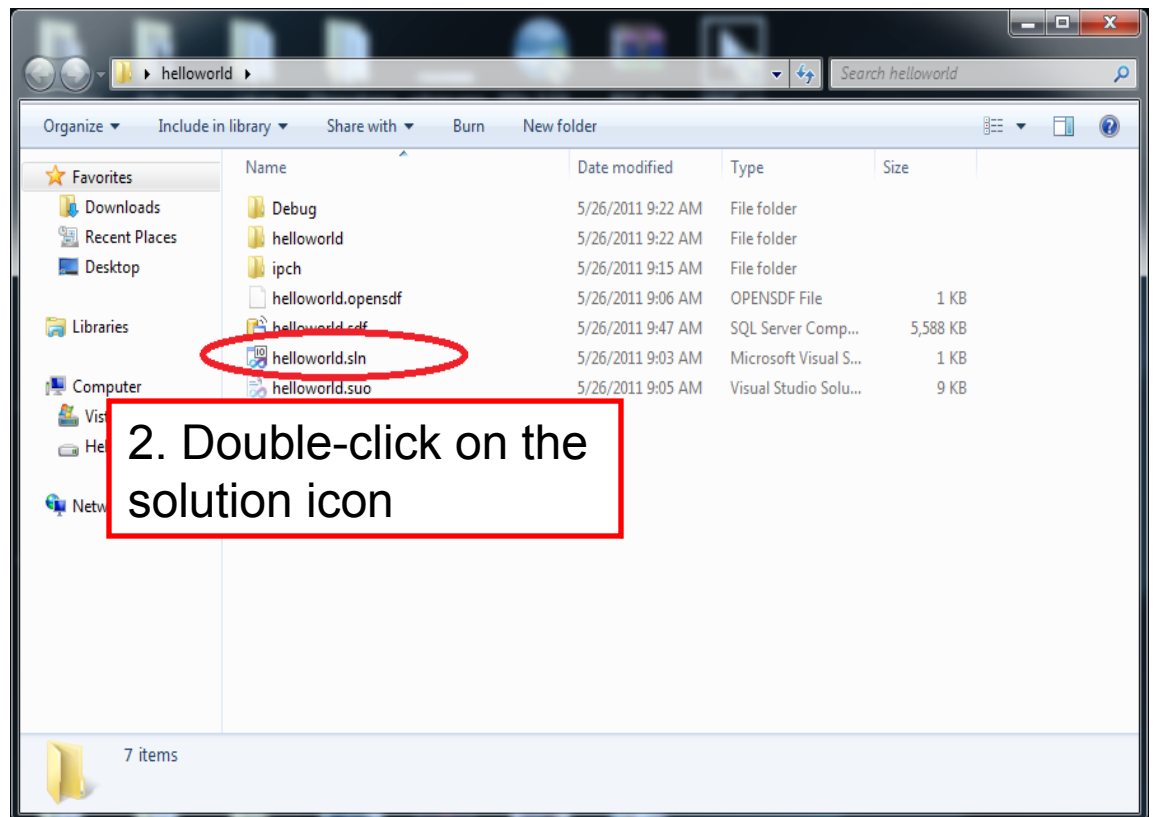 helloworld
Search helloworld
Organize Include in library Share with Burn New folder
Name Date modified Type Size
Favorites
Downloads
Recent Places
Desktop
Libraries
Computer
Vist
Hel
Netw
Debug 5/26/2011 9:22 AM File folder
helloworld 5/26/2011 9:22 AM File folder
ipch 5/26/2011 9:15 AM File folder
helloworld.opensdf 5/26/2011 9:06 AM OPENSDF File 1 KB
helloworld.sdf 5/26/2011 9:47 AM SQL Server Comp... 5,588 KB
helloworld.sln 5/26/2011 9:03 AM Microsoft Visual S... 1 KB
helloworld.suo 5/26/2011 9:05 AM Visual Studio Solu... 9 KB
2. Double-click on the
solution icon
7 items